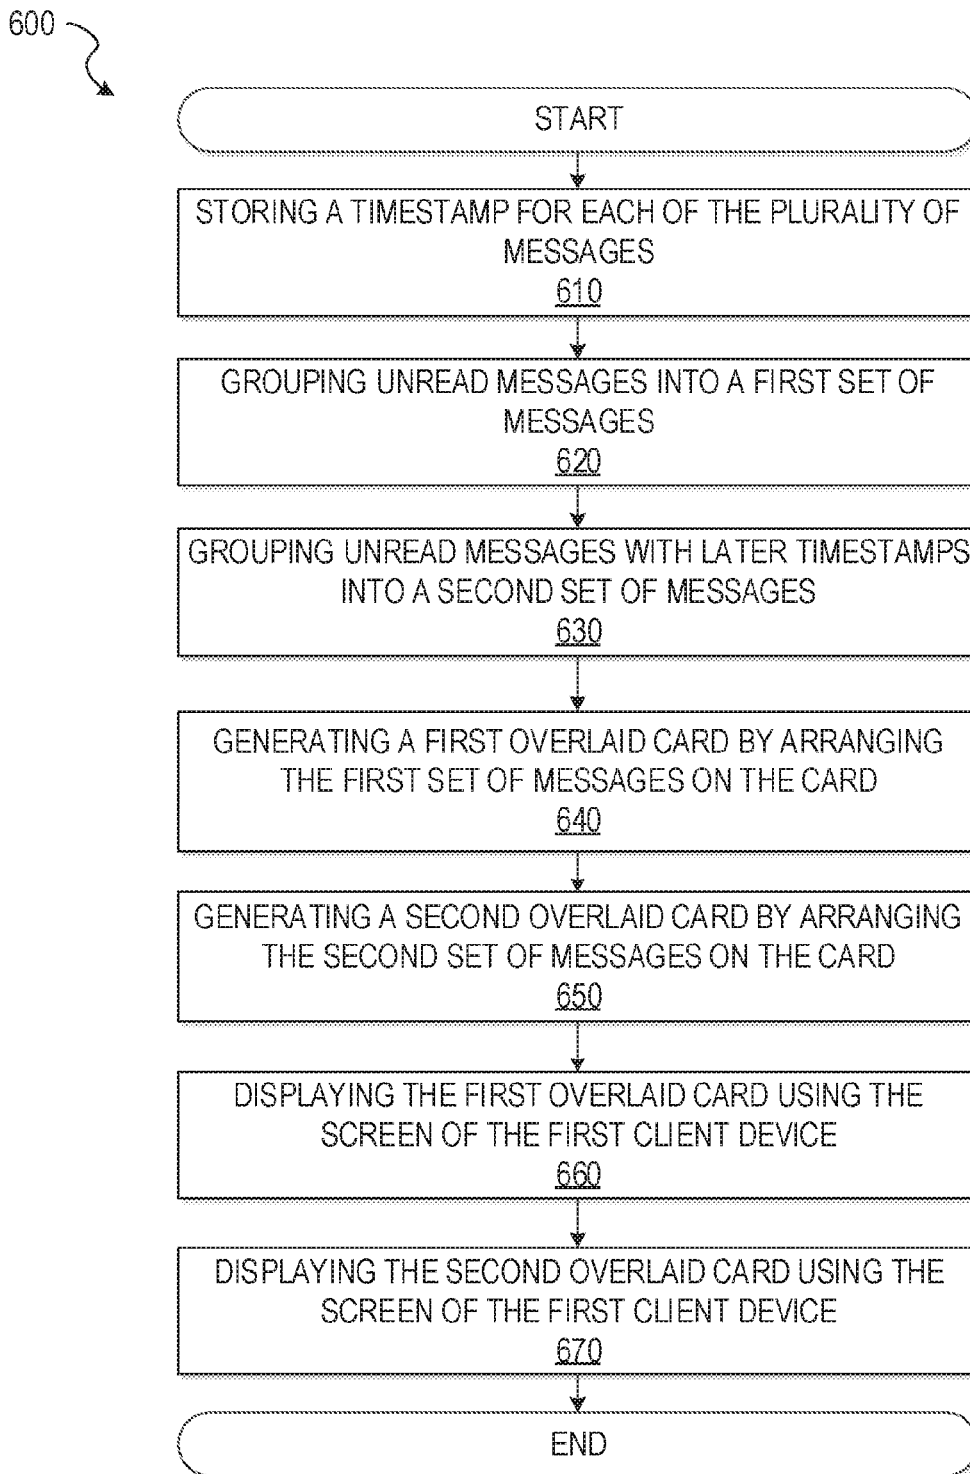 600
START
STORING A TIMESTAMP FOR EACH OF THE PLURALITY OF
MESSAGES
610
GROUPING UNREAD MESSAGES INTO A FIRST SET OF
MESSAGES
620
GROUPING UNREAD MESSAGES WITH LATER TIMESTAMPS
INTO A SECOND SET OF MESSAGES
630
GENERATING A FIRST OVERLAID CARD BY ARRANGING
THE FIRST SET OF MESSAGES ON THE CARD
640
GENERATING A SECOND OVERLAID CARD BY ARRANGING
THE SECOND SET OF MESSAGES ON THE CARD
650
DISPLAYING THE FIRST OVERLAID CARD USING THE
SCREEN OF THE FIRST CLIENT DEVICE
660
DISPLAYING THE SECOND OVERLAID CARD USING THE
SCREEN OF THE FIRST CLIENT DEVICE
670
END